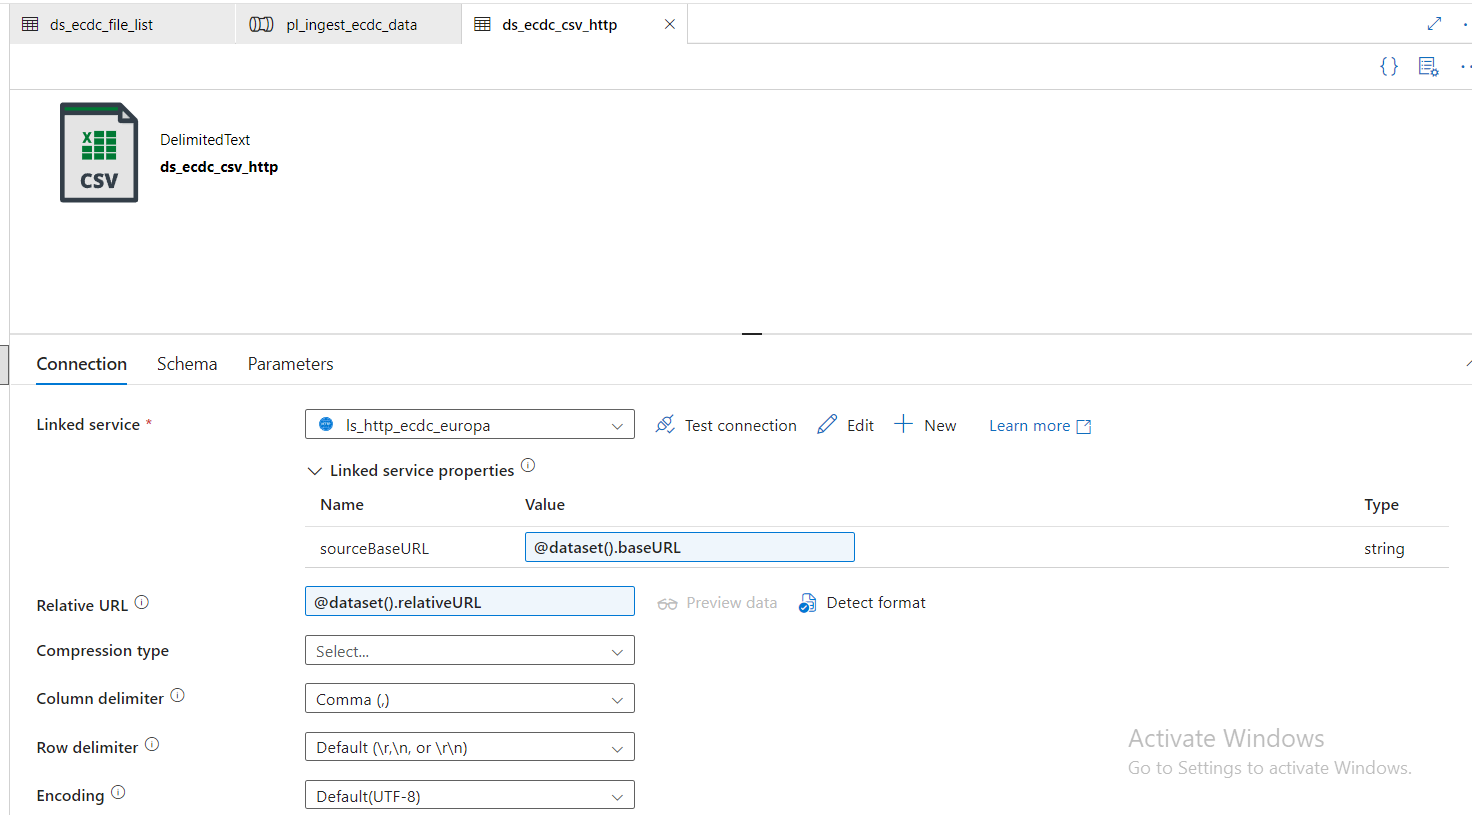 ds_ecdc_file_list
pl_ingest_ecdc_data
ds_ecdc_csv_http
{}
X
CSV
DelimitedText
ds_ecdc_csv_http
Connection
Schema
Parameters
Linked service *
ls_http_ecdc_europa
Test connection
Edit
New
Learn more
Linked service properties
Name
Value
Type
sourceBaseURL
@dataset().baseURL
string
Relative URL
@dataset().relativeURL
Preview data
Detect format
Compression type
Select...
Column delimiter
Comma (,)
Row delimiter
Default (\r,\n, or \r\n)
Encoding
Default(UTF-8)
Activate Windows
Go to Settings to activate Windows.